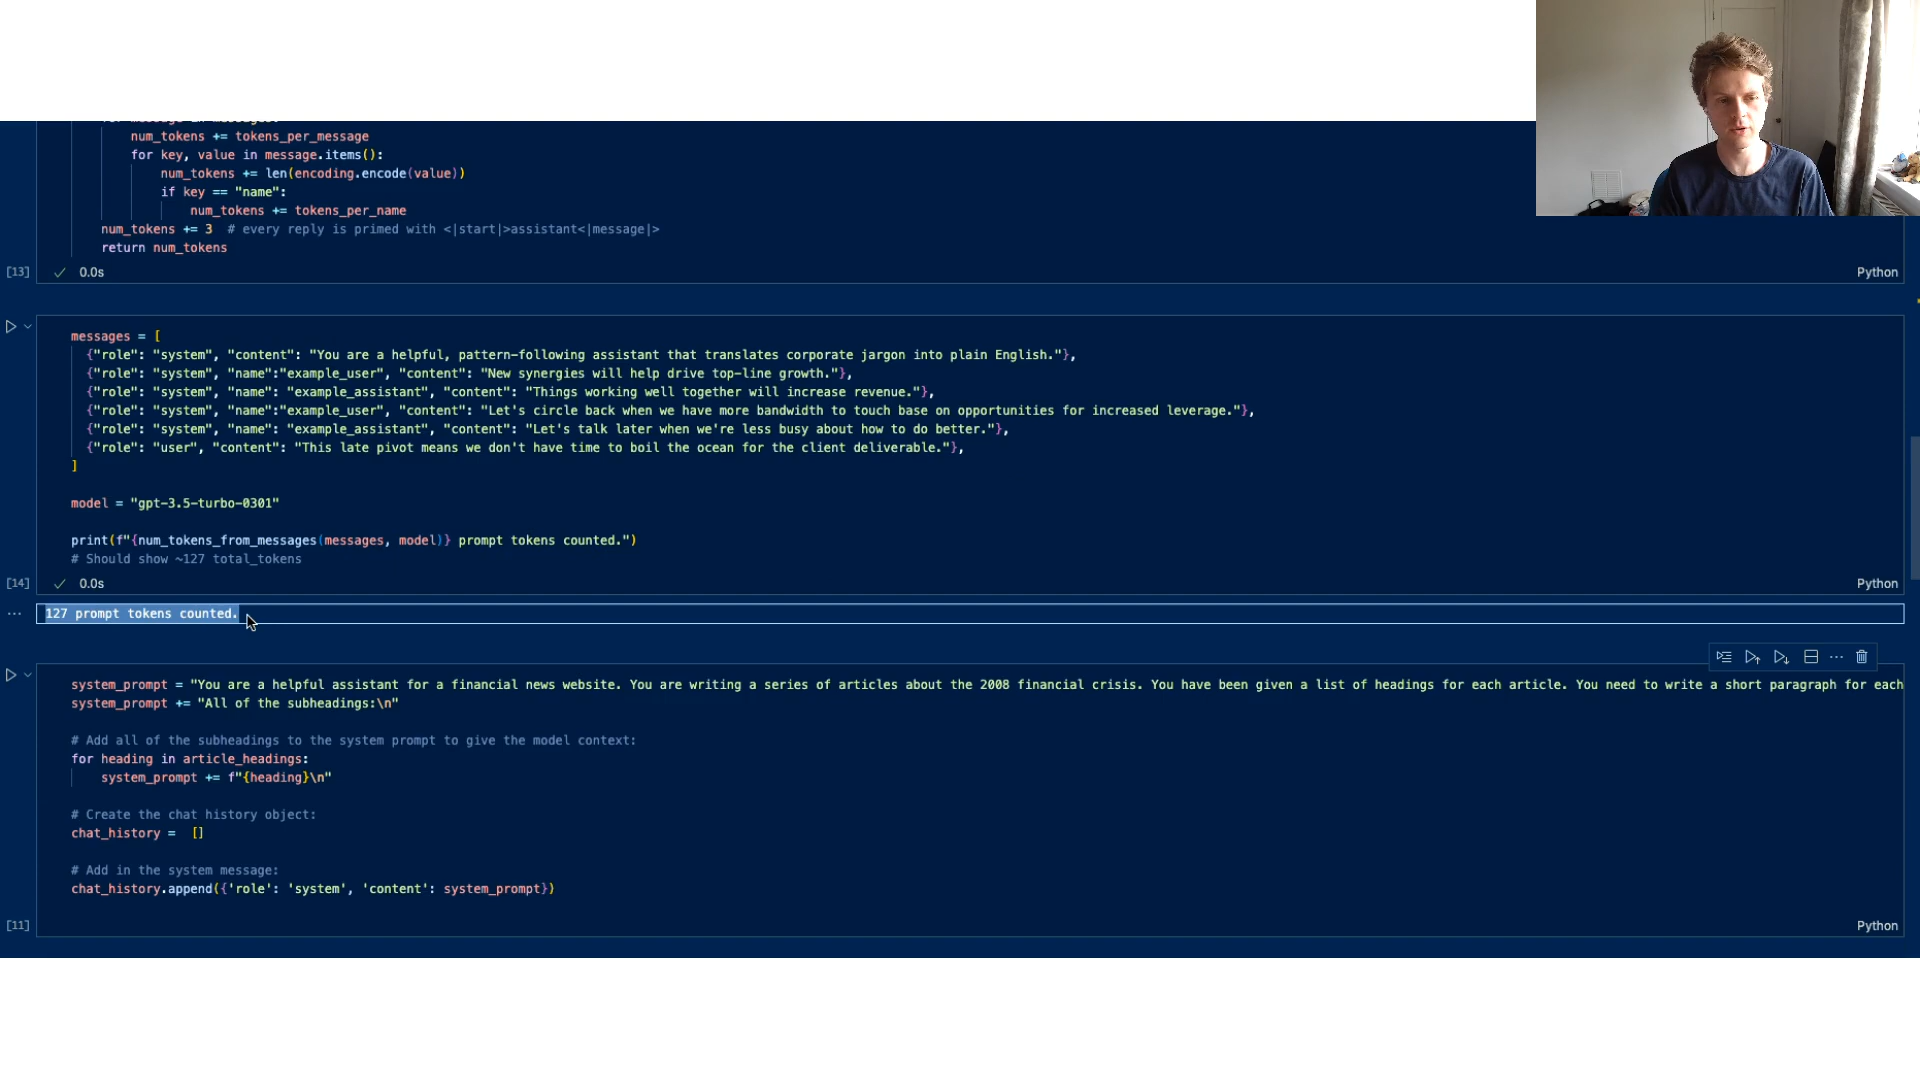 num_tokens += tokens_per_message
for key, value in message.items():
num_tokens += len(encoding.encode(value))
if key == "name":
num_tokens += tokens_per_name
num_tokens += 3  # every reply is primed with <|start|>assistant<|message|>
return num_tokens
[13] ✓ 0.0s Python
messages = [
{"role": "system", "content": "You are a helpful, pattern-following assistant that translates corporate jargon into plain English."},
{"role": "system", "name":"example_user", "content": "New synergies will help drive top-line growth."},
{"role": "system", "name": "example_assistant", "content": "Things working well together will increase revenue."},
{"role": "system", "name":"example_user", "content": "Let's circle back when we have more bandwidth to touch base on opportunities for increased leverage."},
{"role": "system", "name": "example_assistant", "content": "Let's talk later when we're less busy about how to do better."},
{"role": "user", "content": "This late pivot means we don't have time to boil the ocean for the client deliverable."},
]
model = "gpt-3.5-turbo-0301"
print(f"{num_tokens_from_messages(messages, model)} prompt tokens counted.")
# Should show ~127 total_tokens
[14] ✓ 0.0s Python
127 prompt tokens counted.
system_prompt = "You are a helpful assistant for a financial news website. You are writing a series of articles about the 2008 financial crisis. You have been given a list of headings for each article. You need to write a short paragraph for each
system_prompt += "All of the subheadings:\n"
# Add all of the subheadings to the system prompt to give the model context:
for heading in article_headings:
system_prompt += f"{heading}\n"
# Create the chat history object:
chat_history =  []
# Add in the system message:
chat_history.append({'role': 'system', 'content': system_prompt})
[11] Python